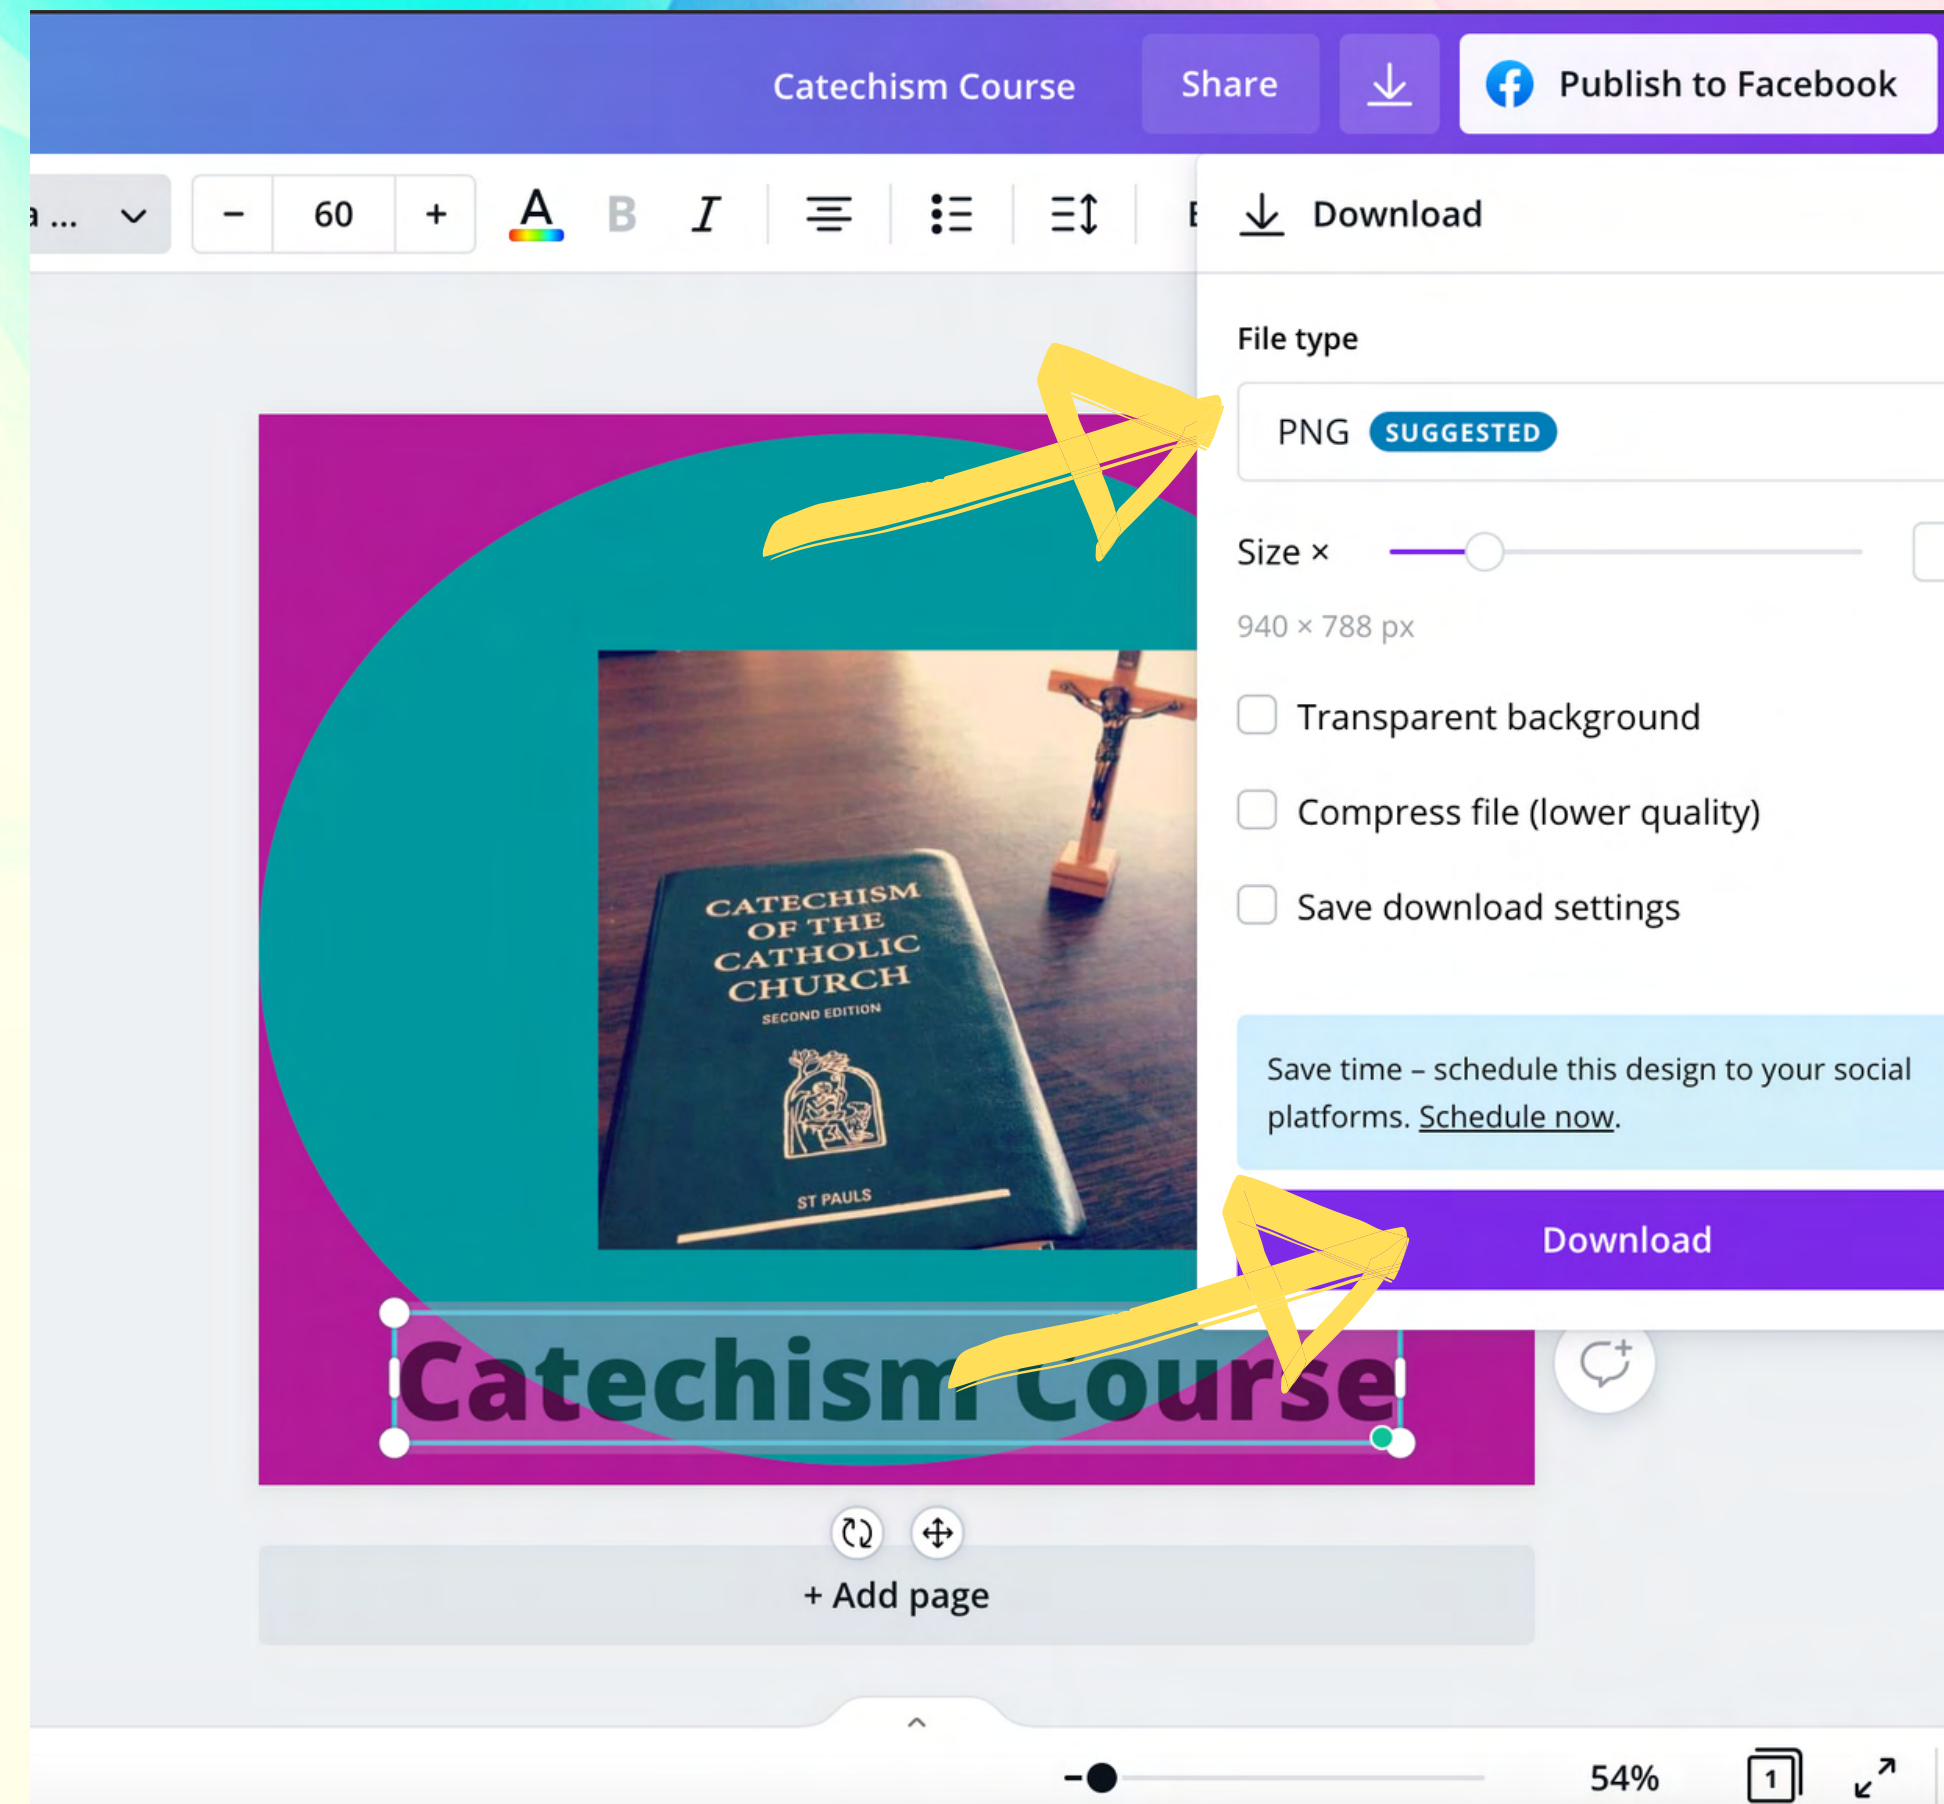 Catechism Course
Share
Publish to Facebook
a ...
− 60 +
A B I
Download
File type
PNG SUGGESTED
Size ×
940 × 788 px
Transparent background
Compress file (lower quality)
Save download settings
Save time – schedule this design to your social
platforms. Schedule now.
Download
CATECHISM
OF THE
CATHOLIC
CHURCH
SECOND EDITION
ST PAULS
Catechism Course
+ Add page
54%
1